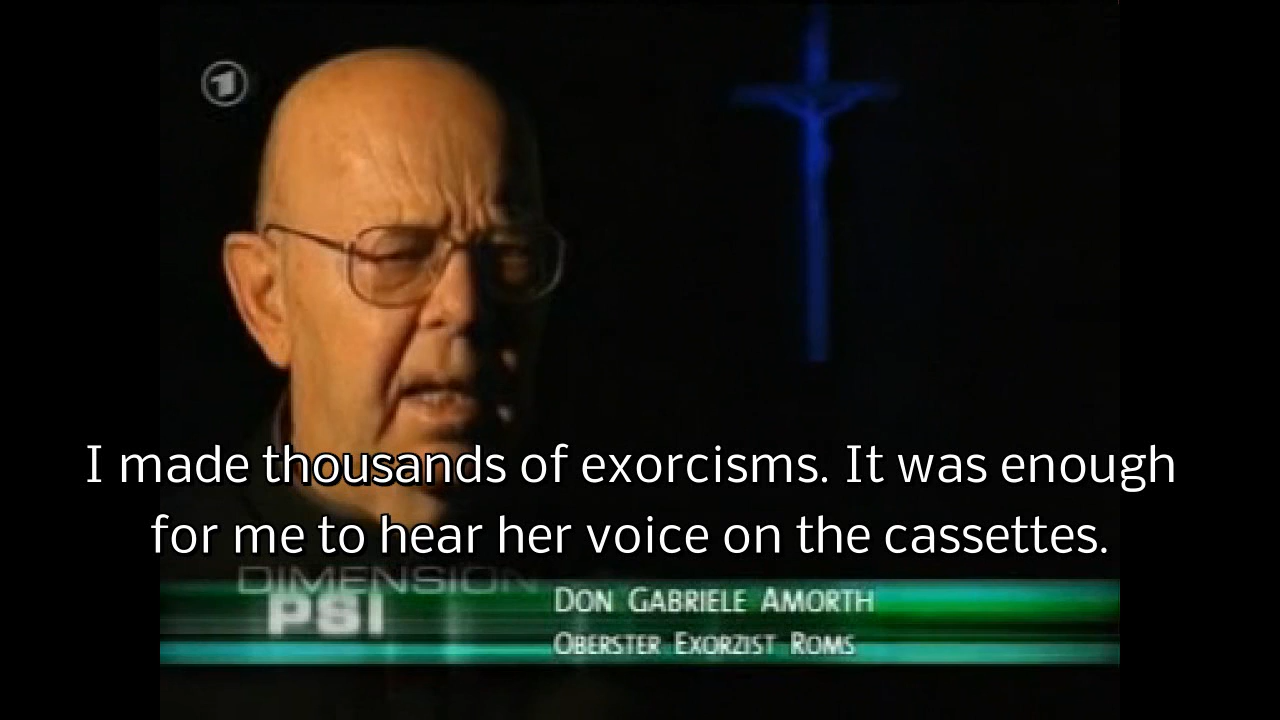 1
I made thousands of exorcisms. It was enough
for me to hear her voice on the cassettes.
DIMENSION
PSI
DON GABRIELE AMORTH
OBERSTER EXORZIST ROMS